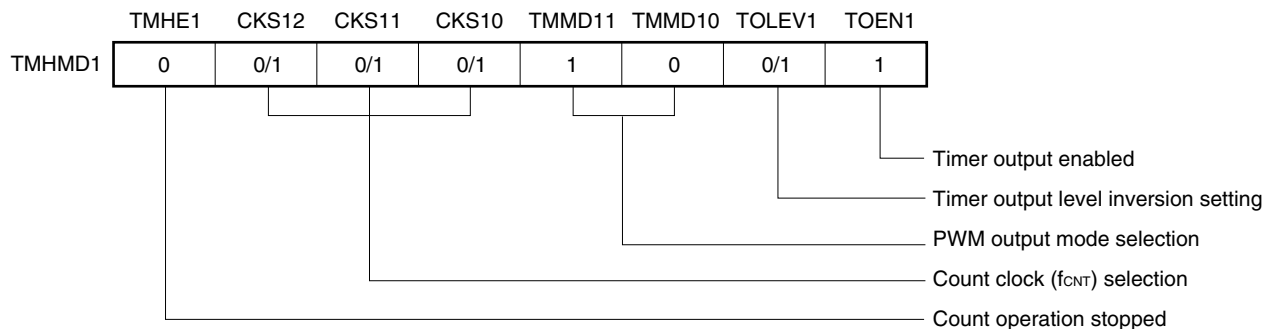 TMHE1 CKS12 CKS11 CKS10 TMMD11 TMMD10 TOLEV1 TOEN1
TMHMD1 0 0/1 0/1 0/1 1 0 0/1 1
Timer output enabled
Timer output level inversion setting
PWM output mode selection
Count clock (fCNT) selection
Count operation stopped